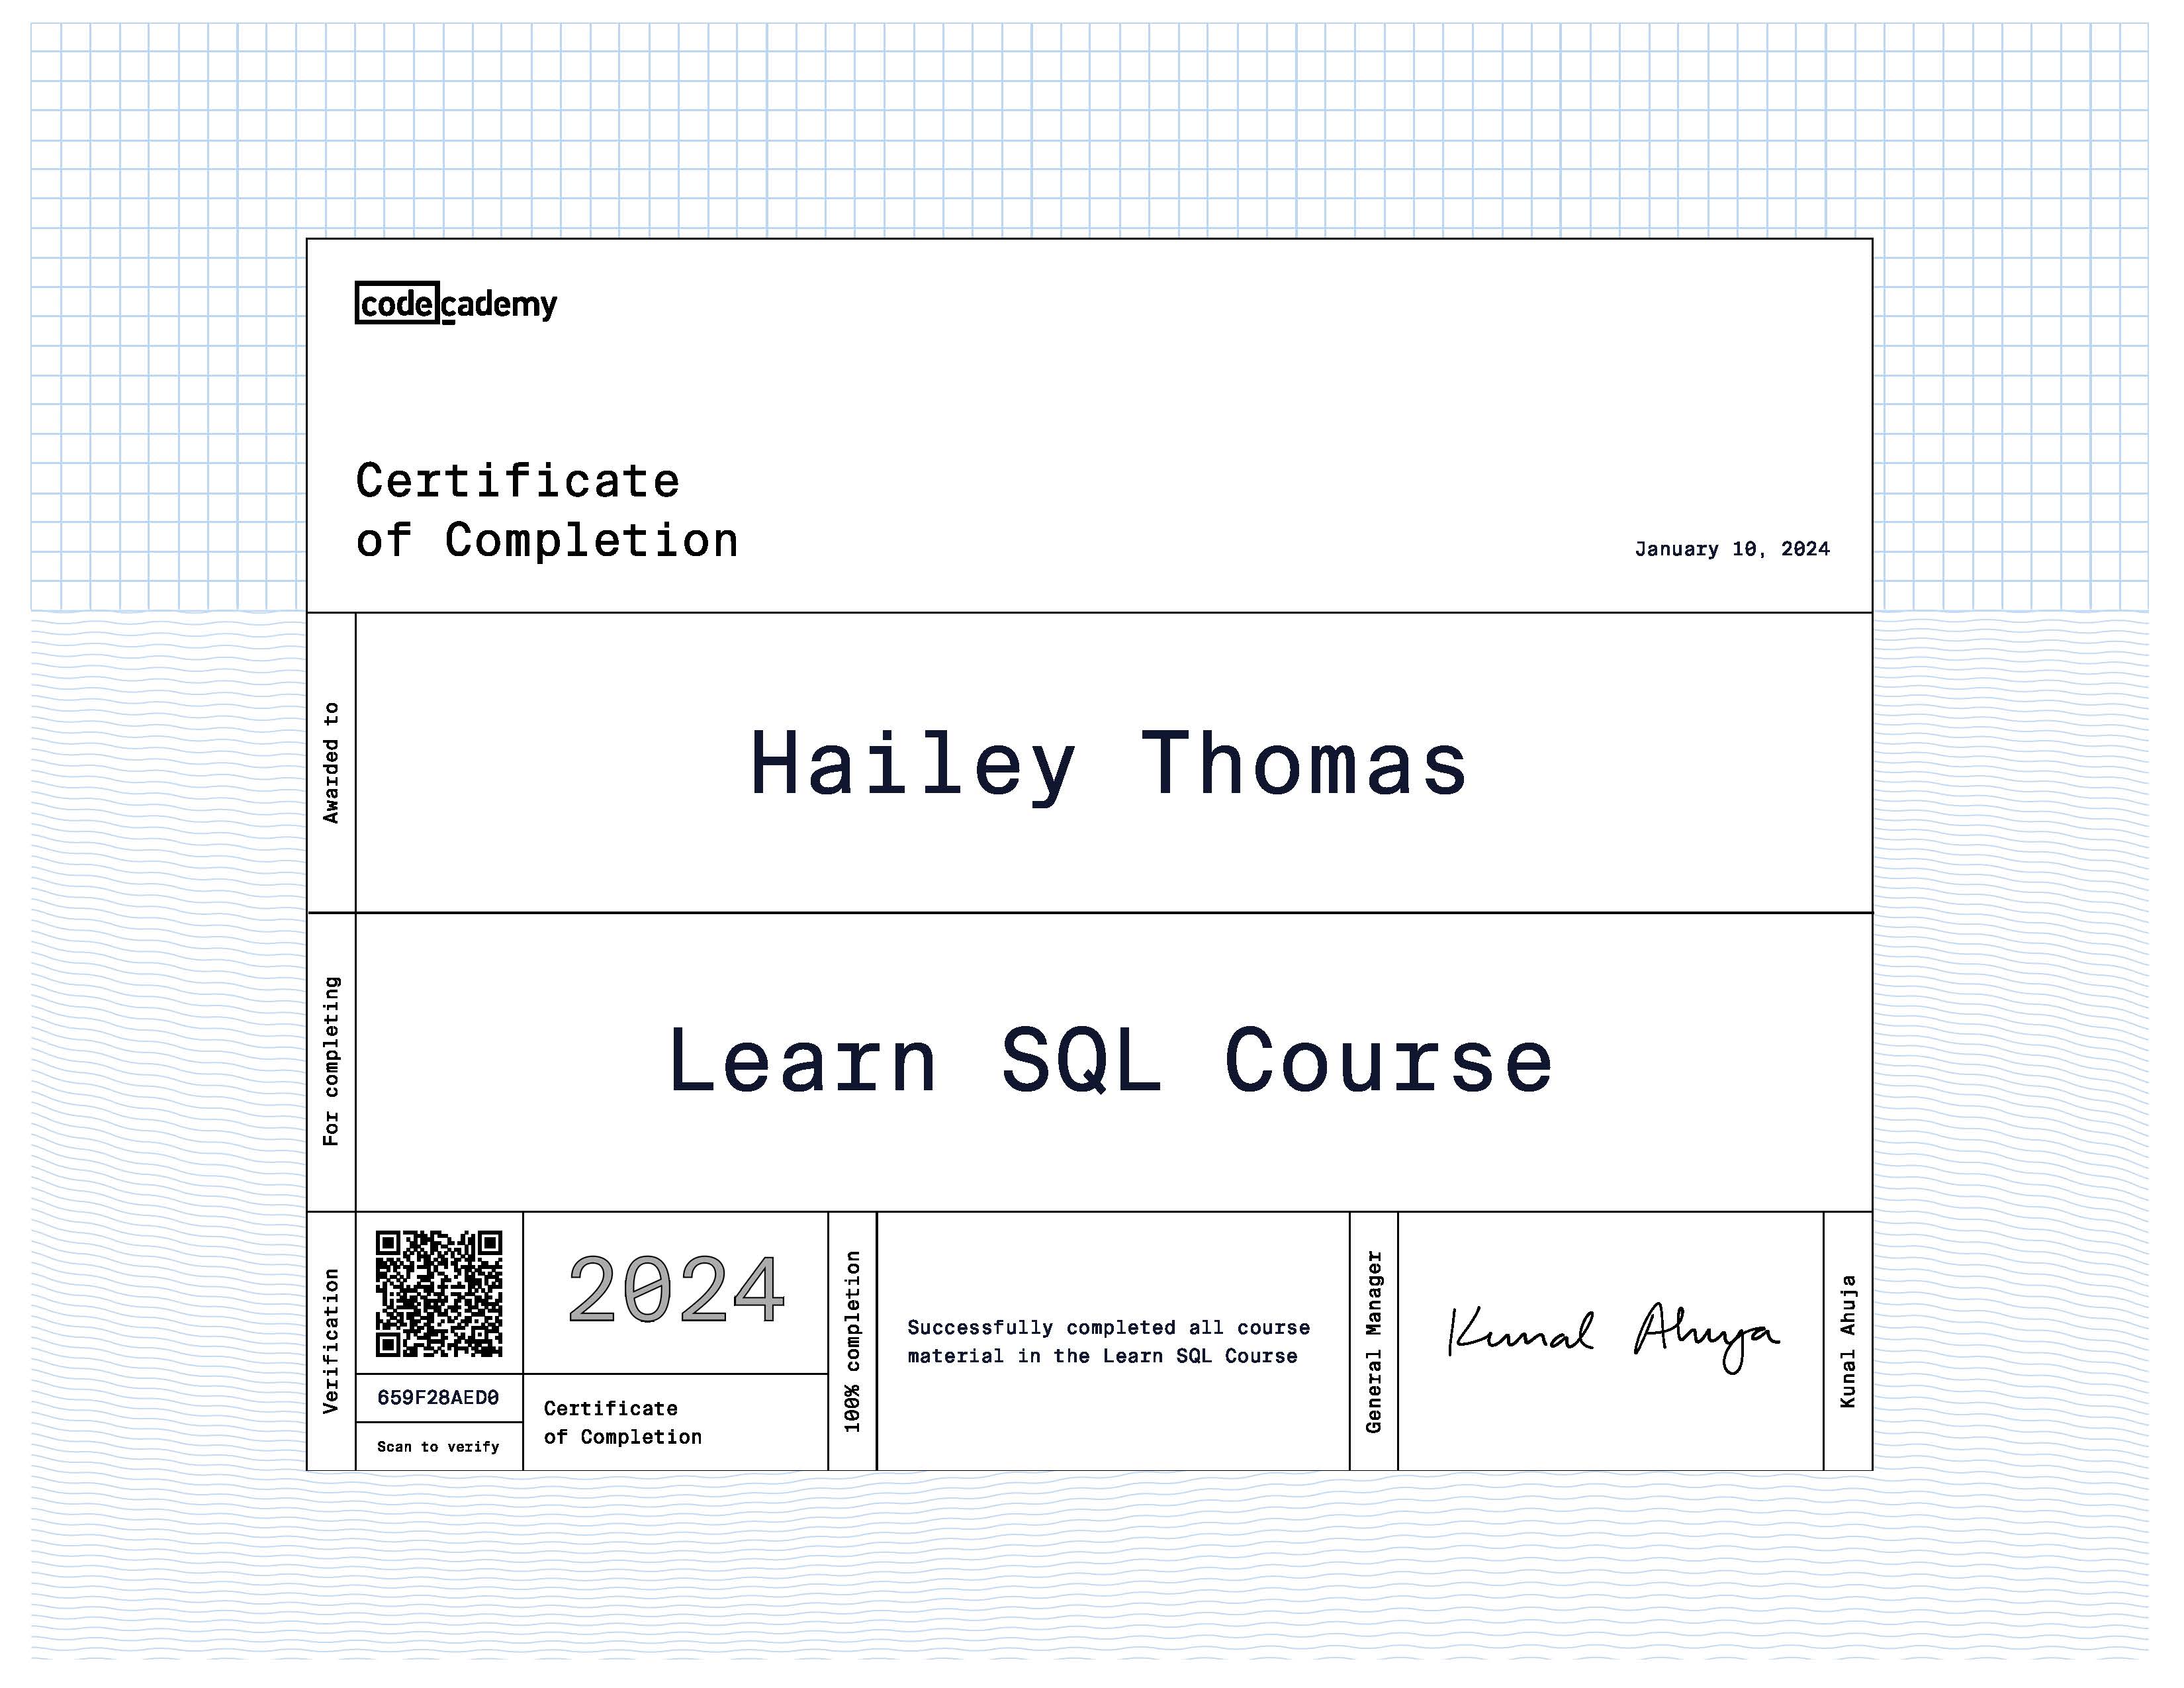 codecademy
Certificate
of Completion
January 10, 2024
Awarded to
Hailey Thomas
For completing
Learn SQL Course
Verification
659F28AED0
Scan to verify
2024
Certificate
of Completion
100% completion
Successfully completed all course
material in the Learn SQL Course
General Manager
Kunal Ahuja
Kunal Ahuja